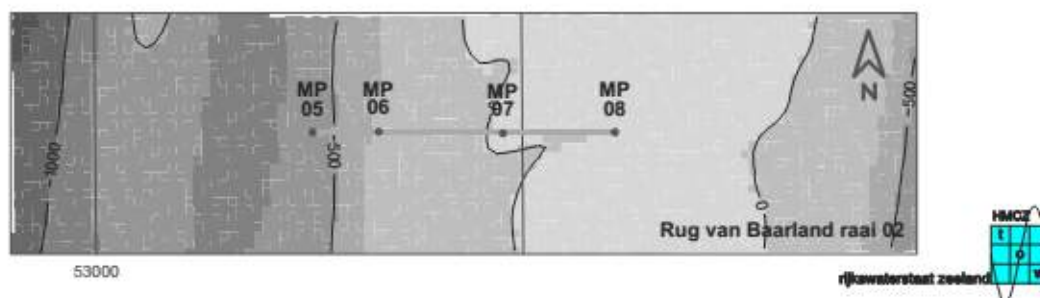 MP MP MP MP
05 06 07 08
-1000
-500
-500
0
N
Rug van Baarland raai 02
53000
HMCZ
t
rijkswaterstaat zeeland